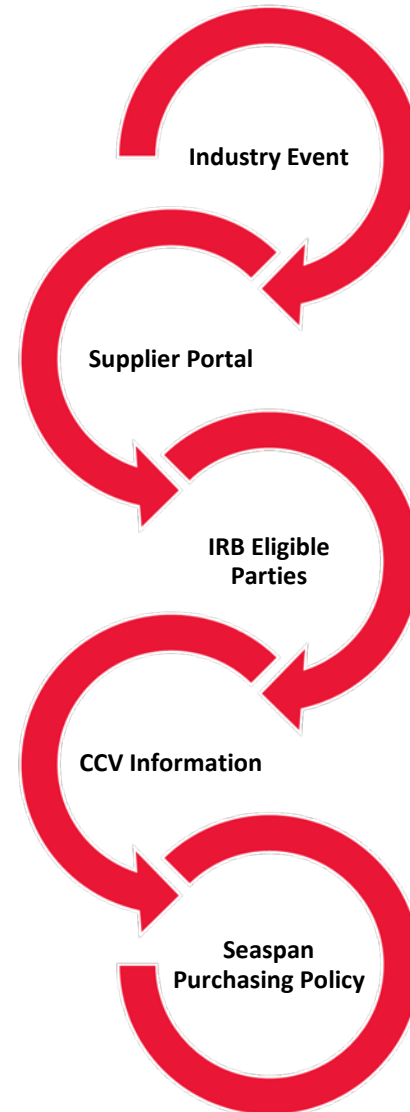 Industry Event
Supplier Portal
IRB Eligible
Parties
CCV Information
Seaspan
Purchasing Policy